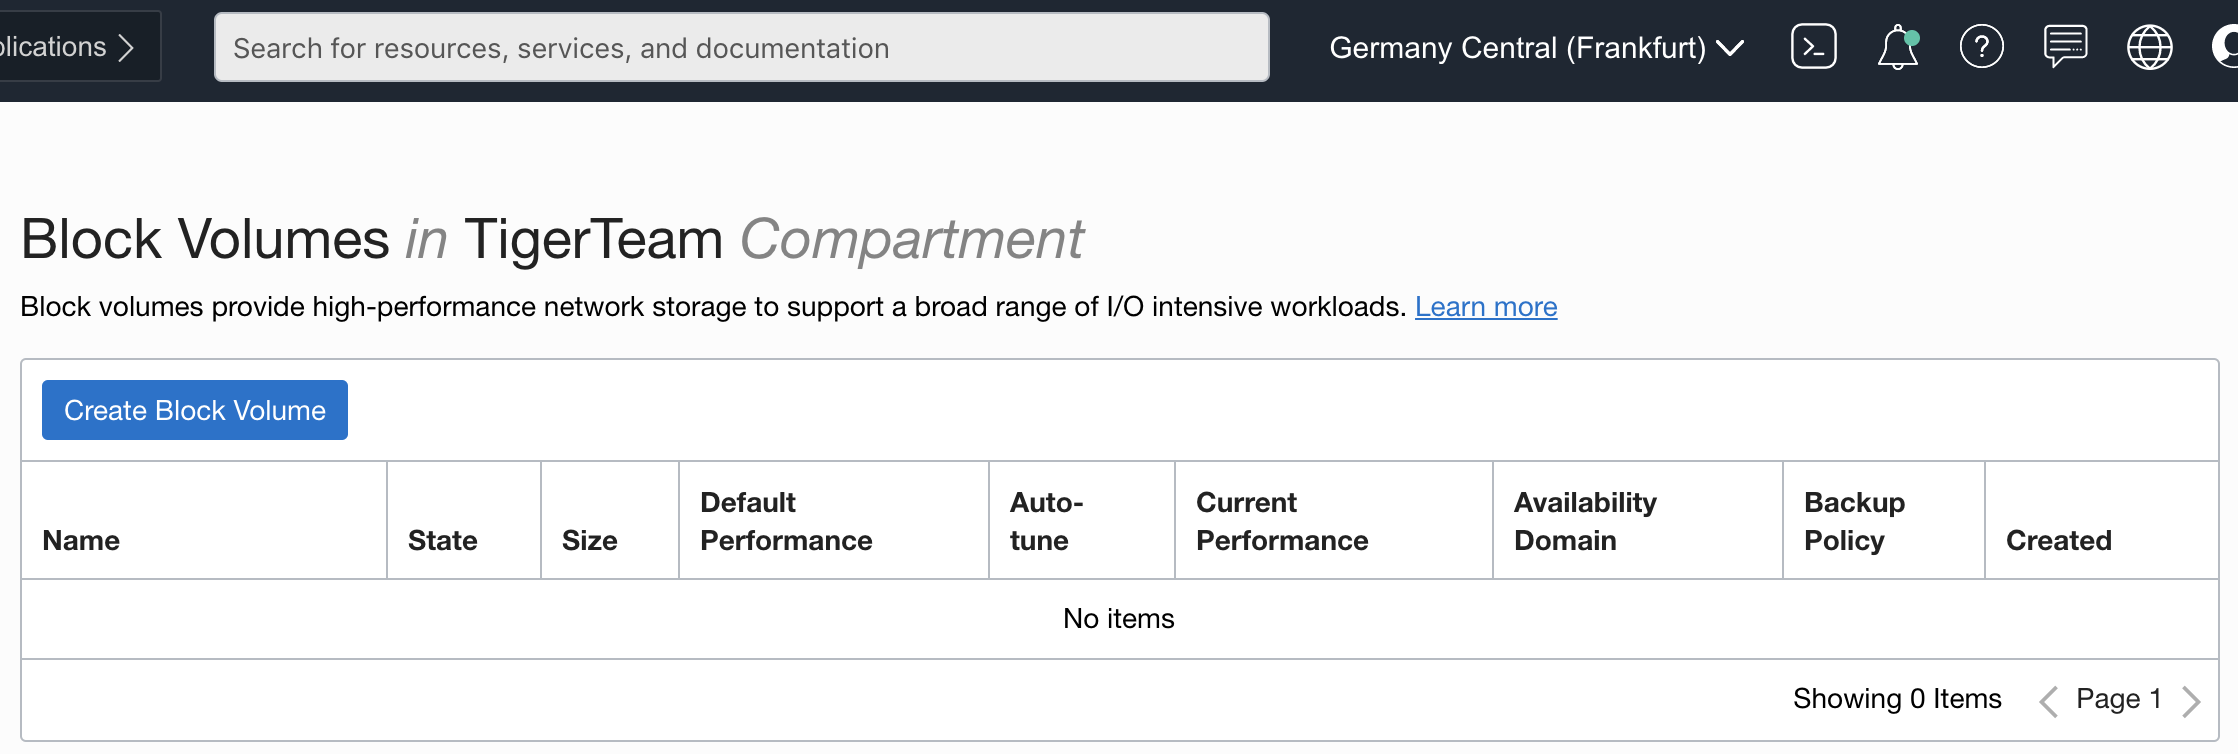 Search for resources, services, and documentation
Germany Central (Frankfurt)
Block Volumes in TigerTeam Compartment
Block volumes provide high-performance network storage to support a broad range of I/O intensive workloads. Learn more
Create Block Volume
Name
State
Size
Default
Performance
Auto-
tune
Current
Performance
Availability
Domain
Backup
Policy
Created
No items
Showing 0 Items
Page 1